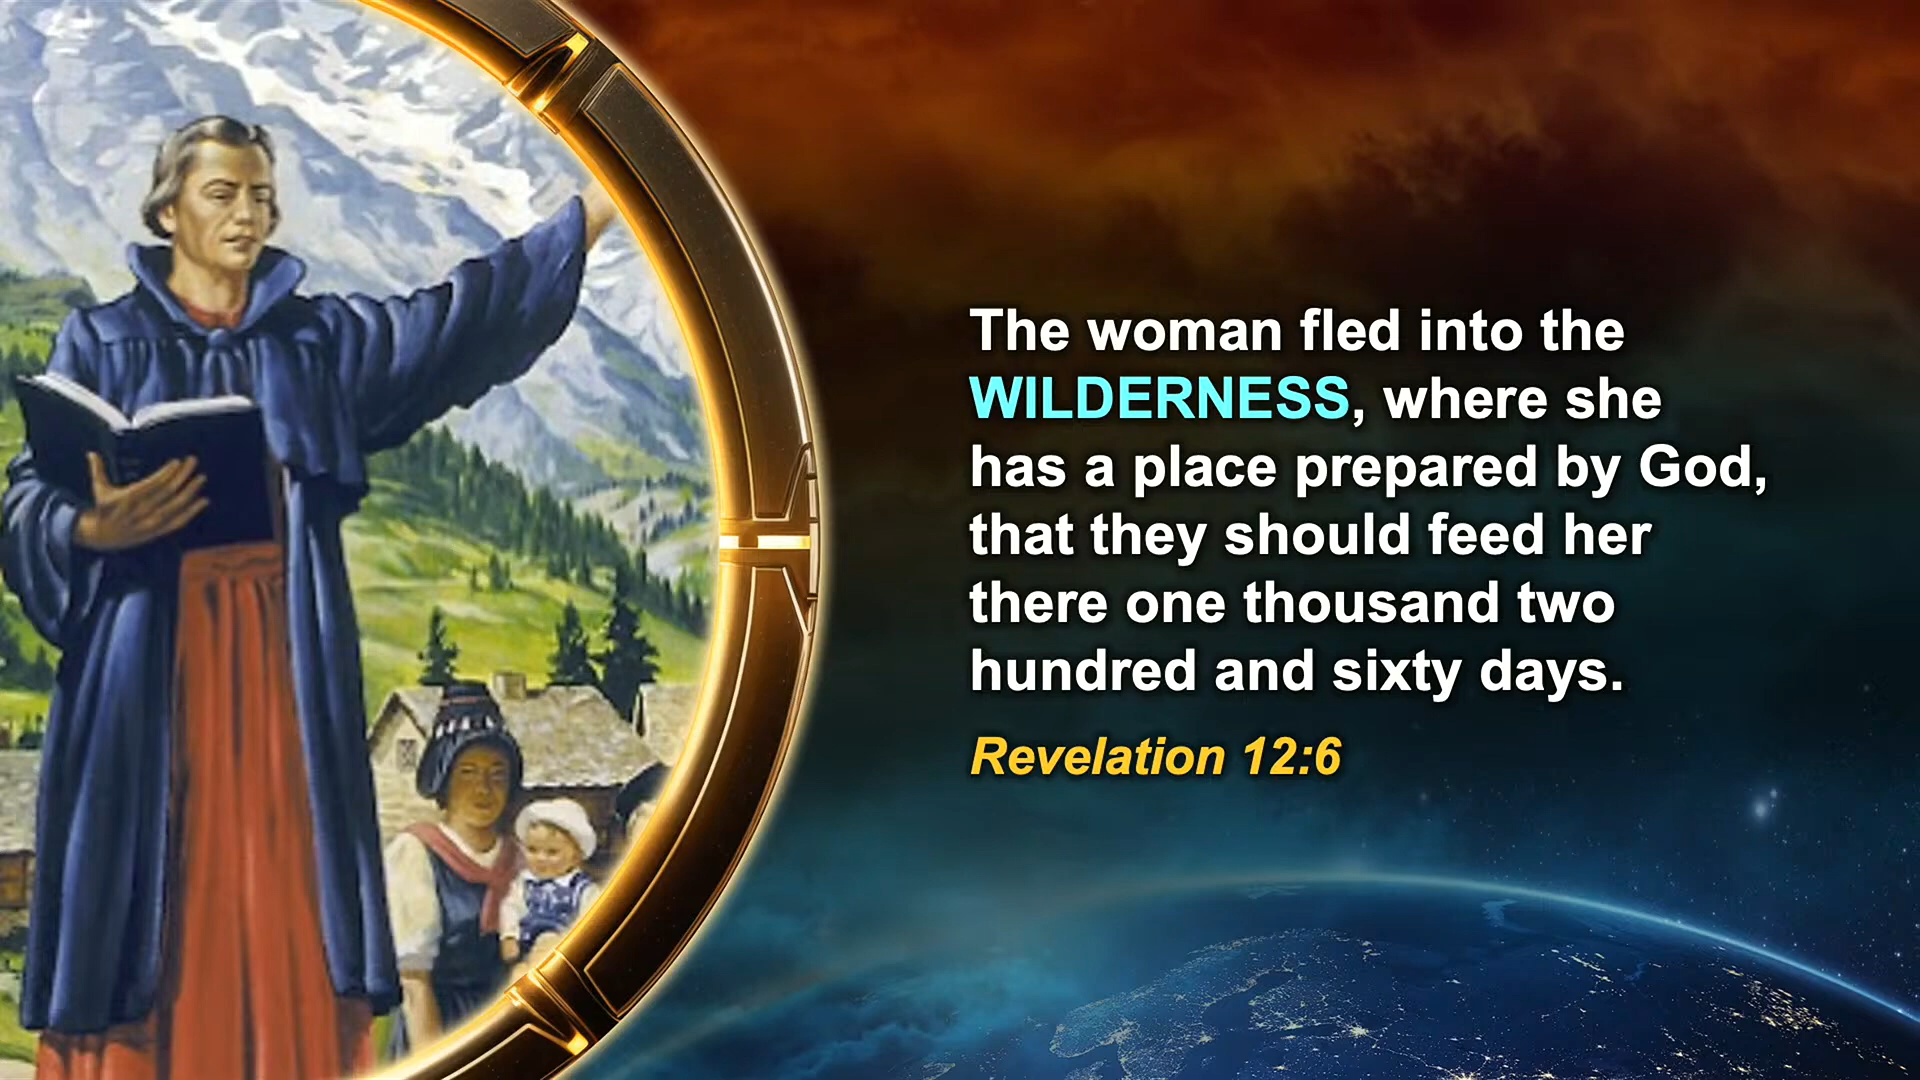 The woman fled into the
WILDERNESS, where she
has a place prepared by God,
that they should feed her
there one thousand two
hundred and sixty days.
Revelation 12:6